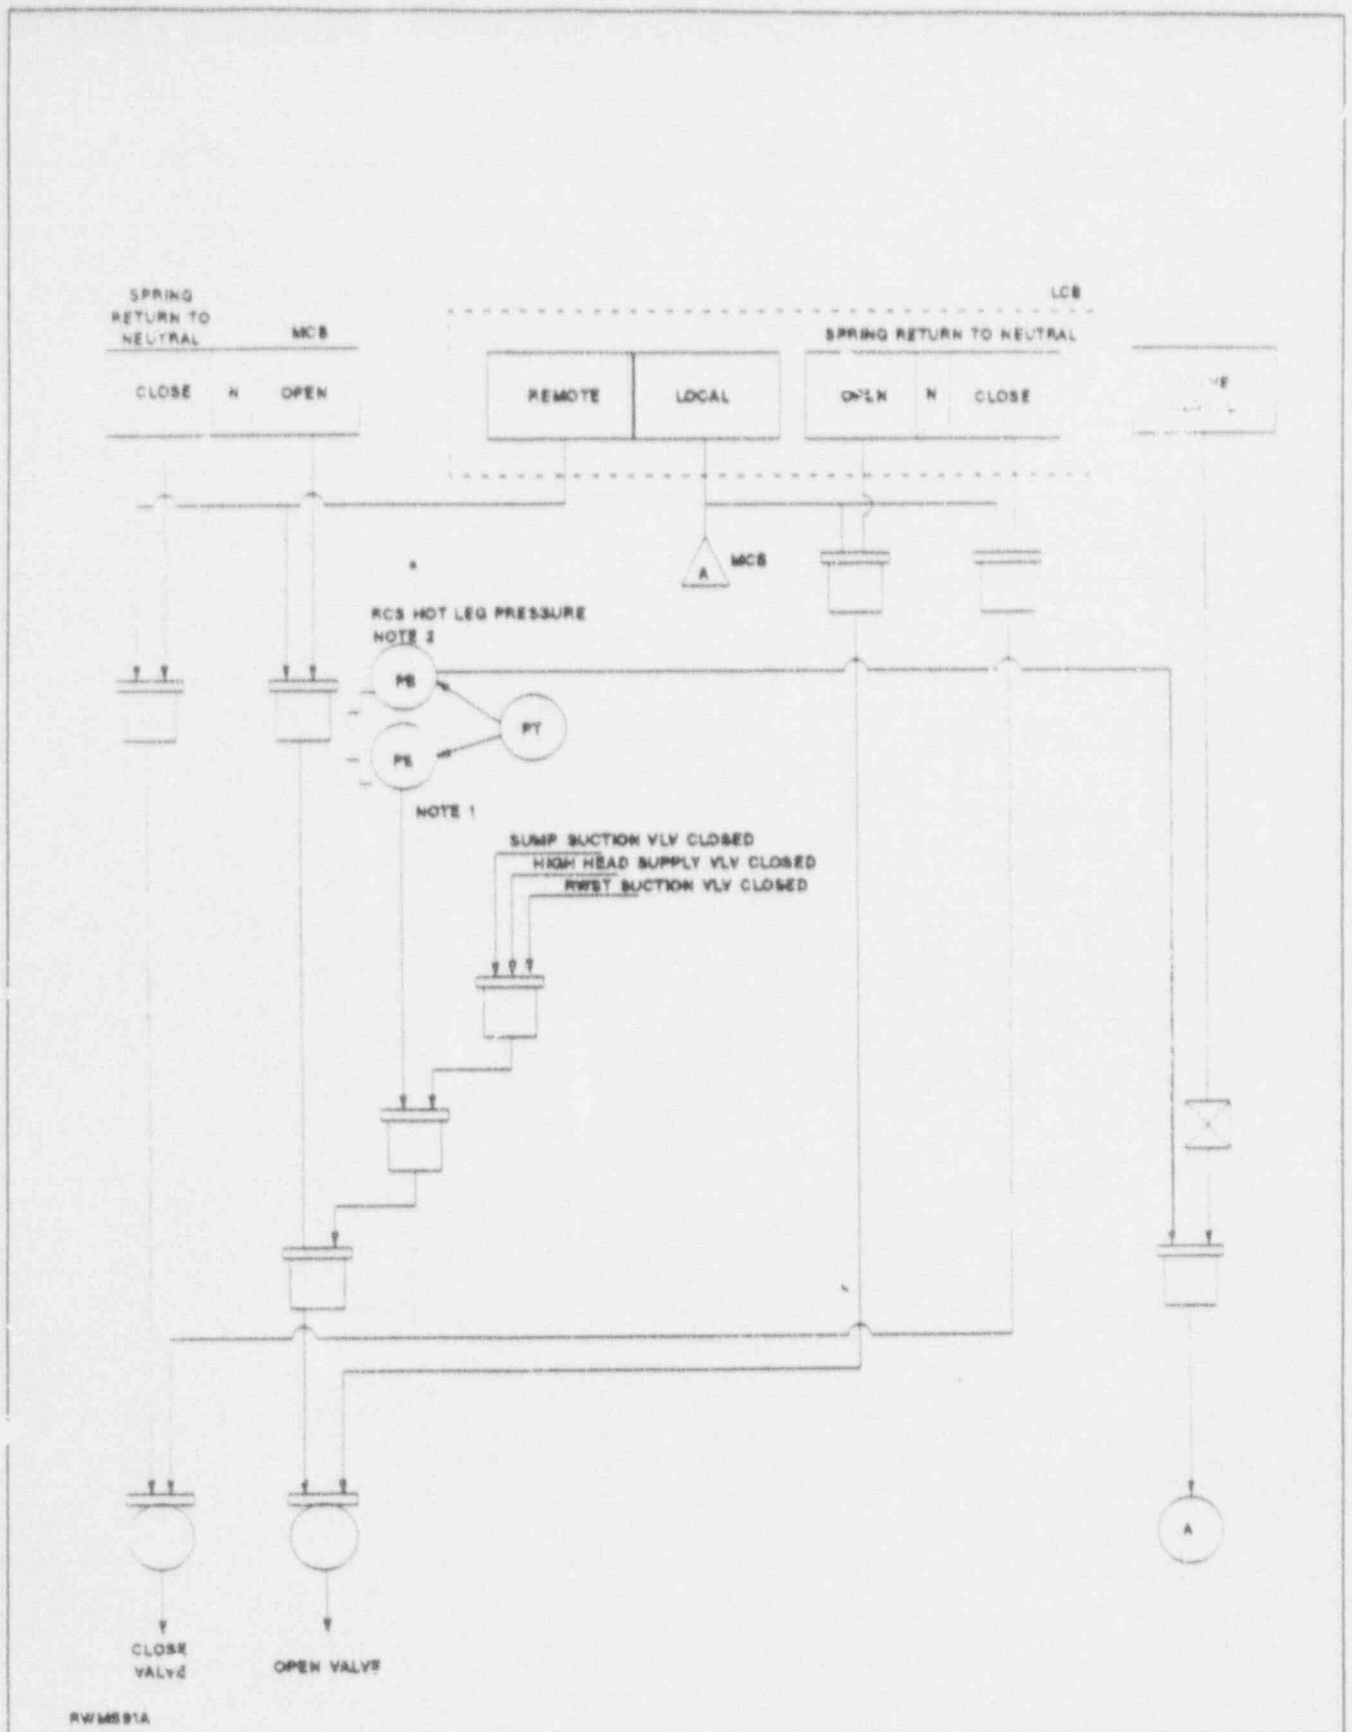 SPRING
RETURN TO
NEUTRAL
MCB
LCB
SPRING RETURN TO NEUTRAL
CLOSE N OPEN
REMOTE LOCAL
OPEN N CLOSE
A MCB
RCS HOT LEG PRESSURE
NOTE 2
PB
PT
PS
NOTE 1
SUMP SUCTION VLV CLOSED
HIGH HEAD SUPPLY VLV CLOSED
RWST SUCTION VLV CLOSED
A
CLOSE
VALVE
OPEN VALVE